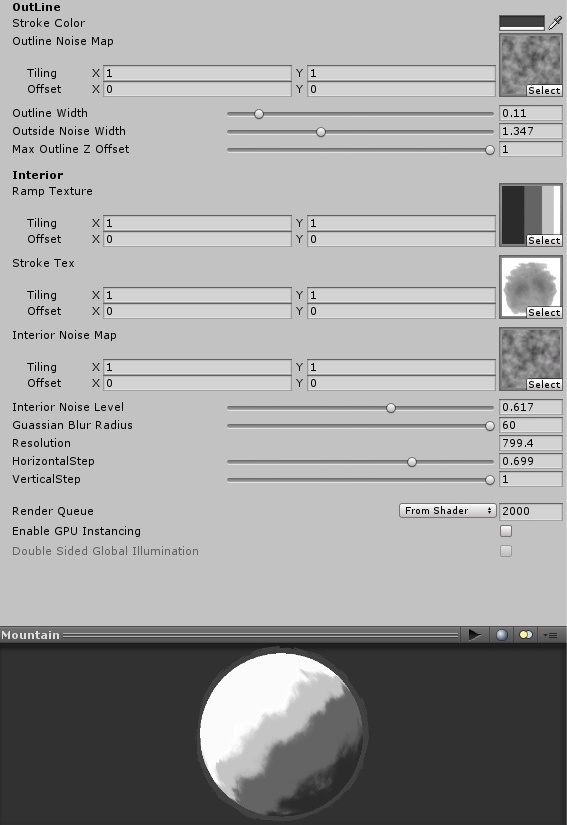 OutLine
Stroke Color
Outline Noise Map
Tiling X 1 Y 1
Offset X 0 Y 0
Select
Outline Width 0.11
Outside Noise Width 1.347
Max Outline Z Offset 1
Interior
Ramp Texture
Tiling X 1 Y 1
Offset X 0 Y 0
Select
Stroke Tex
Tiling X 1 Y 1
Offset X 0 Y 0
Select
Interior Noise Map
Tiling X 1 Y 1
Offset X 0 Y 0
Select
Interior Noise Level 0.617
Guassian Blur Radius 60
Resolution 799.4
HorizontalStep 0.699
VerticalStep 1
Render Queue From Shader 2000
Enable GPU Instancing
Double Sided Global Illumination
Mountain